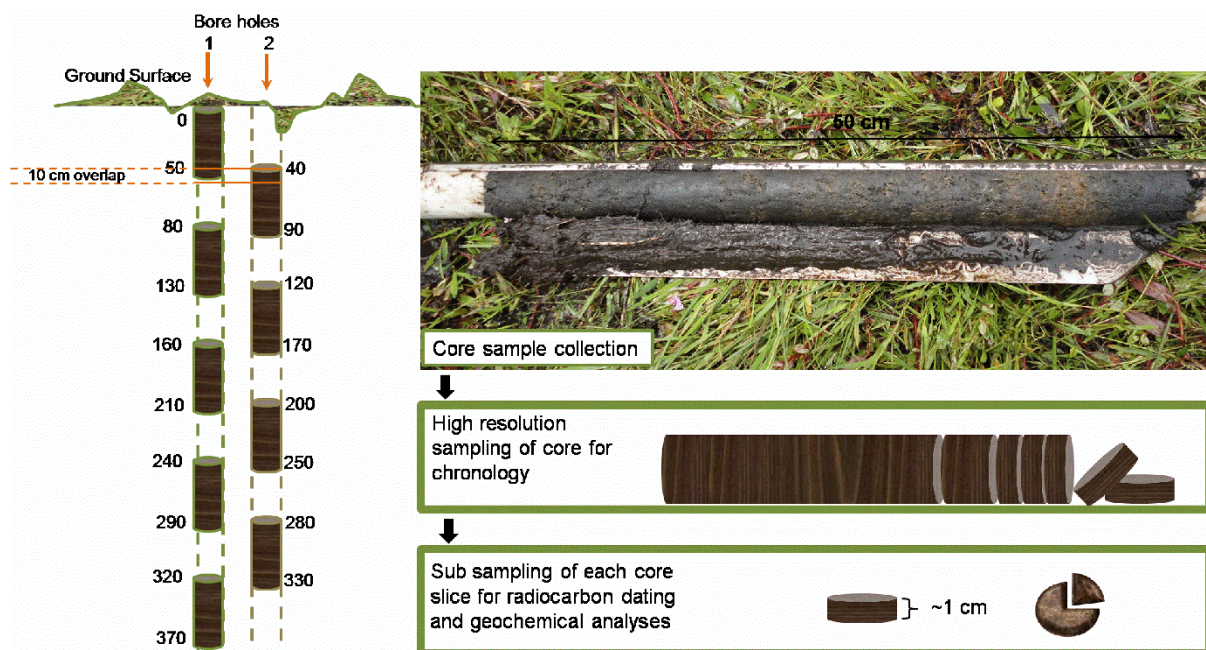 Bore holes
1 2
Ground Surface
0
50 40
10 cm overlap
80 90
130 120
160 170
210 200
240 250
290 280
320 330
370
50 cm
Core sample collection
High resolution
sampling of core for
chronology
Sub sampling of each core
slice for radiocarbon dating
and geochemical analyses
~1 cm